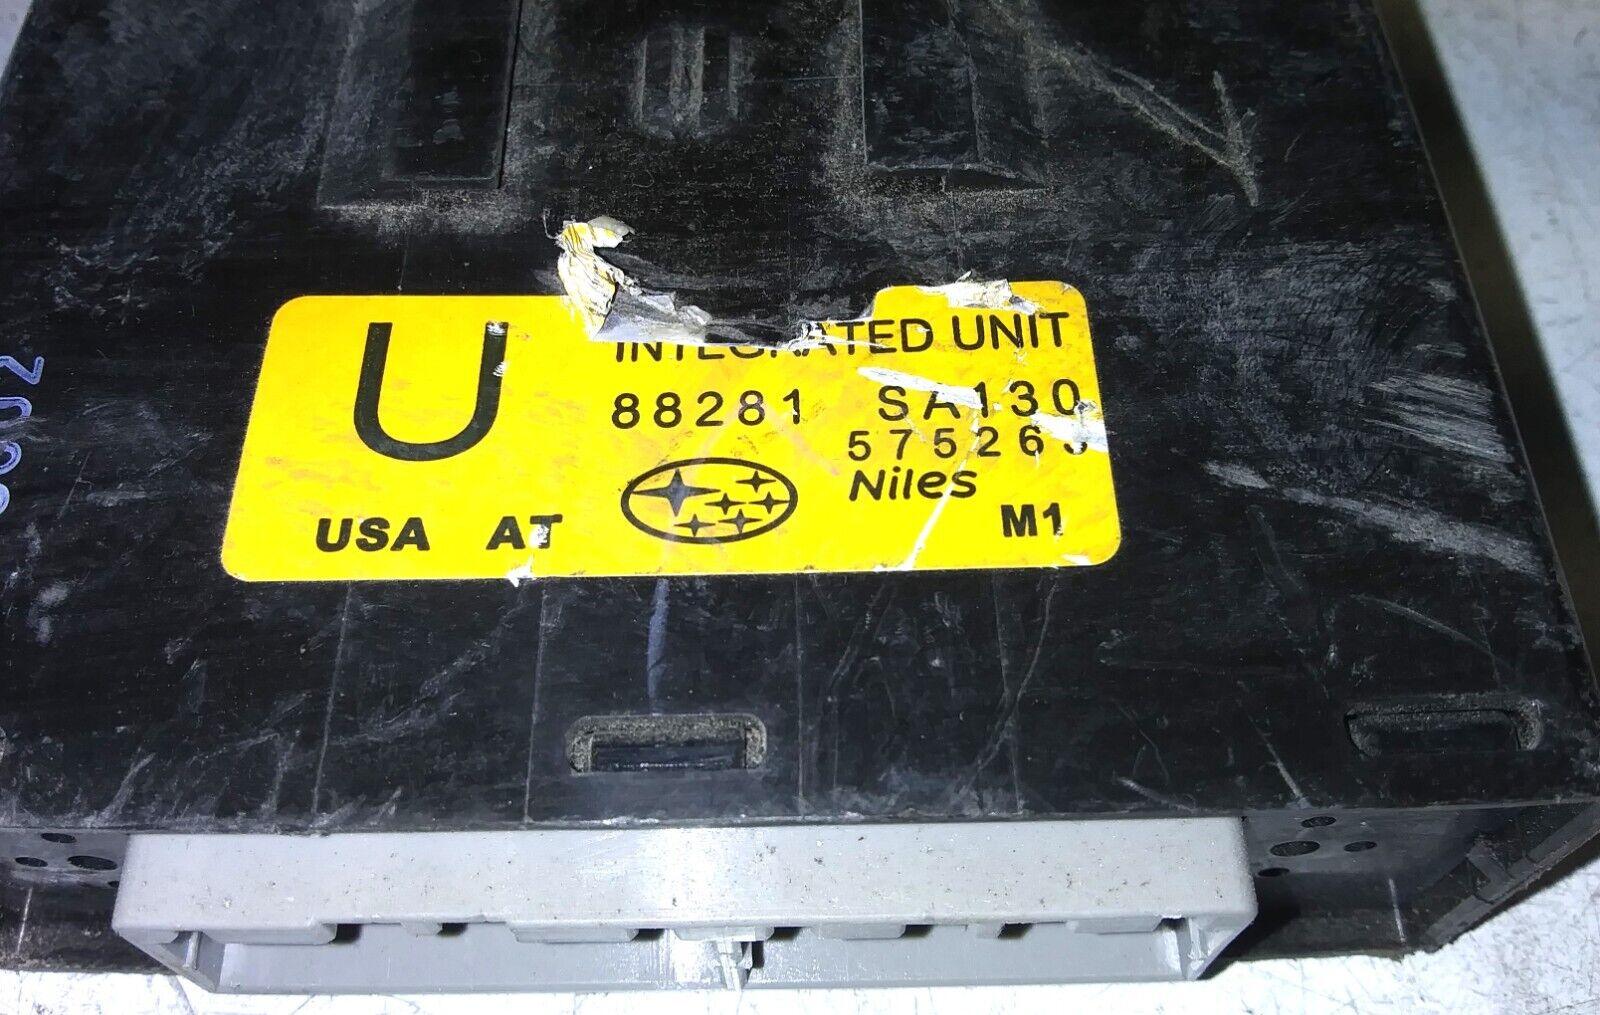 U
INTEGRATED UNIT
88281 SA130
Niles
USA AT
M1